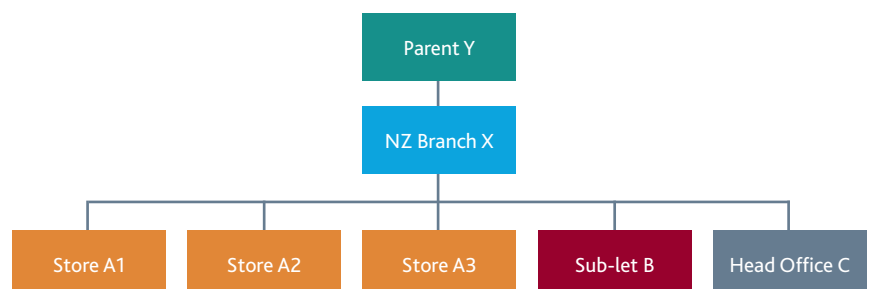 Parent Y
NZ Branch X
Store A1
Store A2
Store A3
Sub-let B
Head Office C